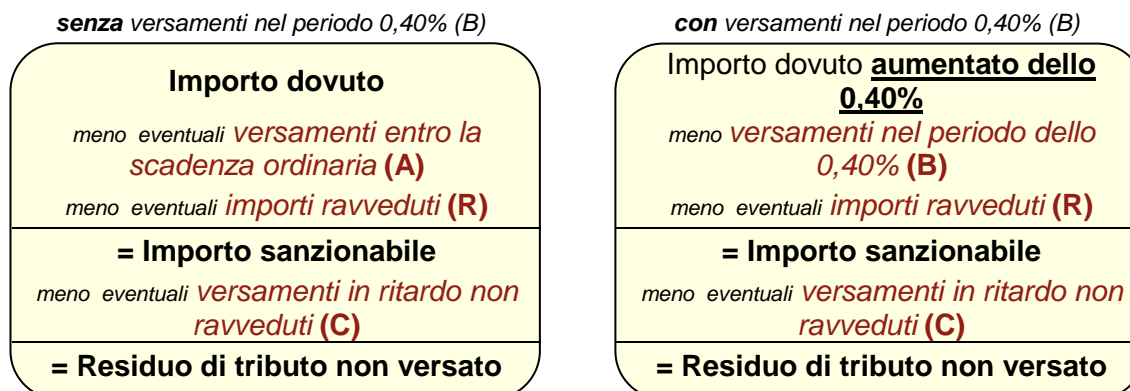 senza versamenti nel periodo 0,40% (B)
Importo dovuto
meno eventuali versamenti entro la
scadenza ordinaria (A)
meno eventuali importi ravveduti (R)
= Importo sanzionabile
meno eventuali versamenti in ritardo non
ravveduti (C)
= Residuo di tributo non versato
con versamenti nel periodo 0,40% (B)
Importo dovuto aumentato dello
0,40%
meno versamenti nel periodo dello
0,40% (B)
meno eventuali importi ravveduti (R)
= Importo sanzionabile
meno eventuali versamenti in ritardo non
ravveduti (C)
= Residuo di tributo non versato